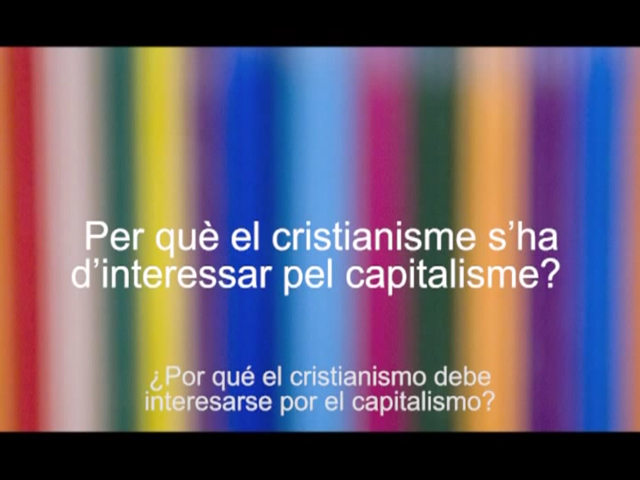 Per què el cristianisme s'ha
d'interessar pel capitalisme?
¿Por qué el cristianismo debe
interesarse por el capitalismo?